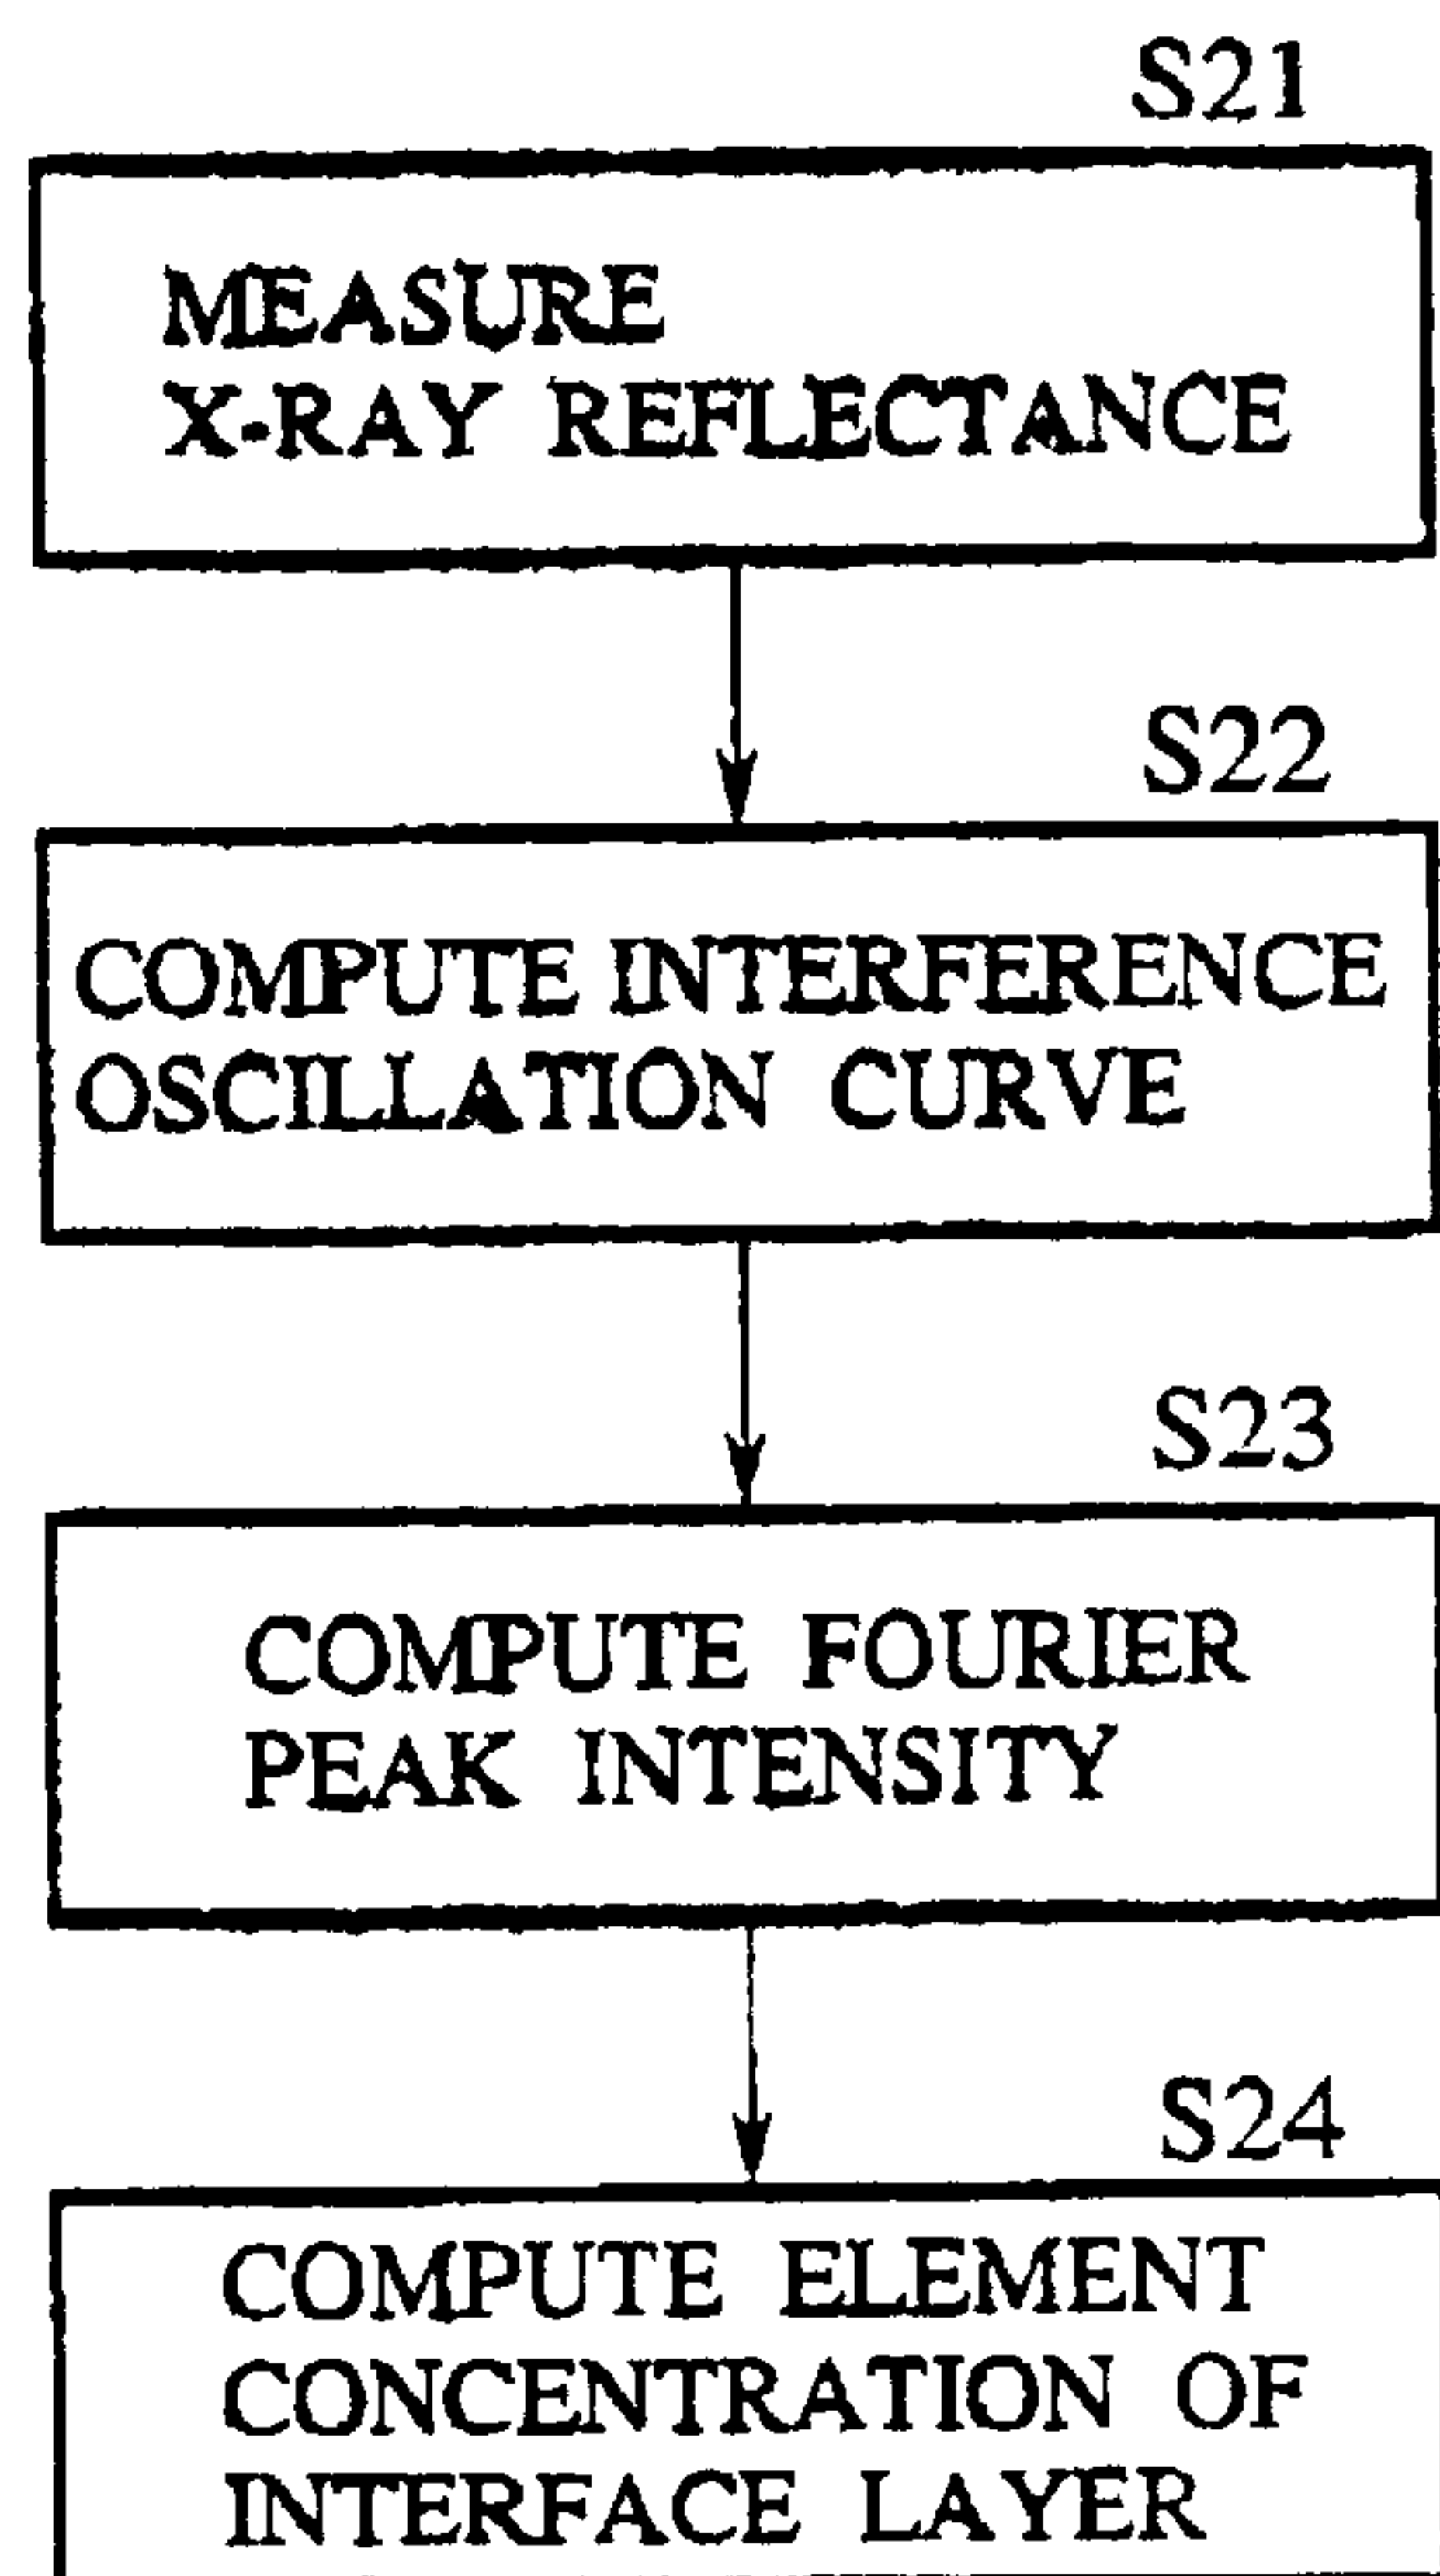 S21
MEASURE
X-RAY REFLECTANCE
S22
COMPUTE INTERFERENCE
OSCILLATION CURVE
S23
COMPUTE FOURIER
PEAK INTENSITY
S24
COMPUTE ELEMENT
CONCENTRATION OF
INTERFACE LAYER